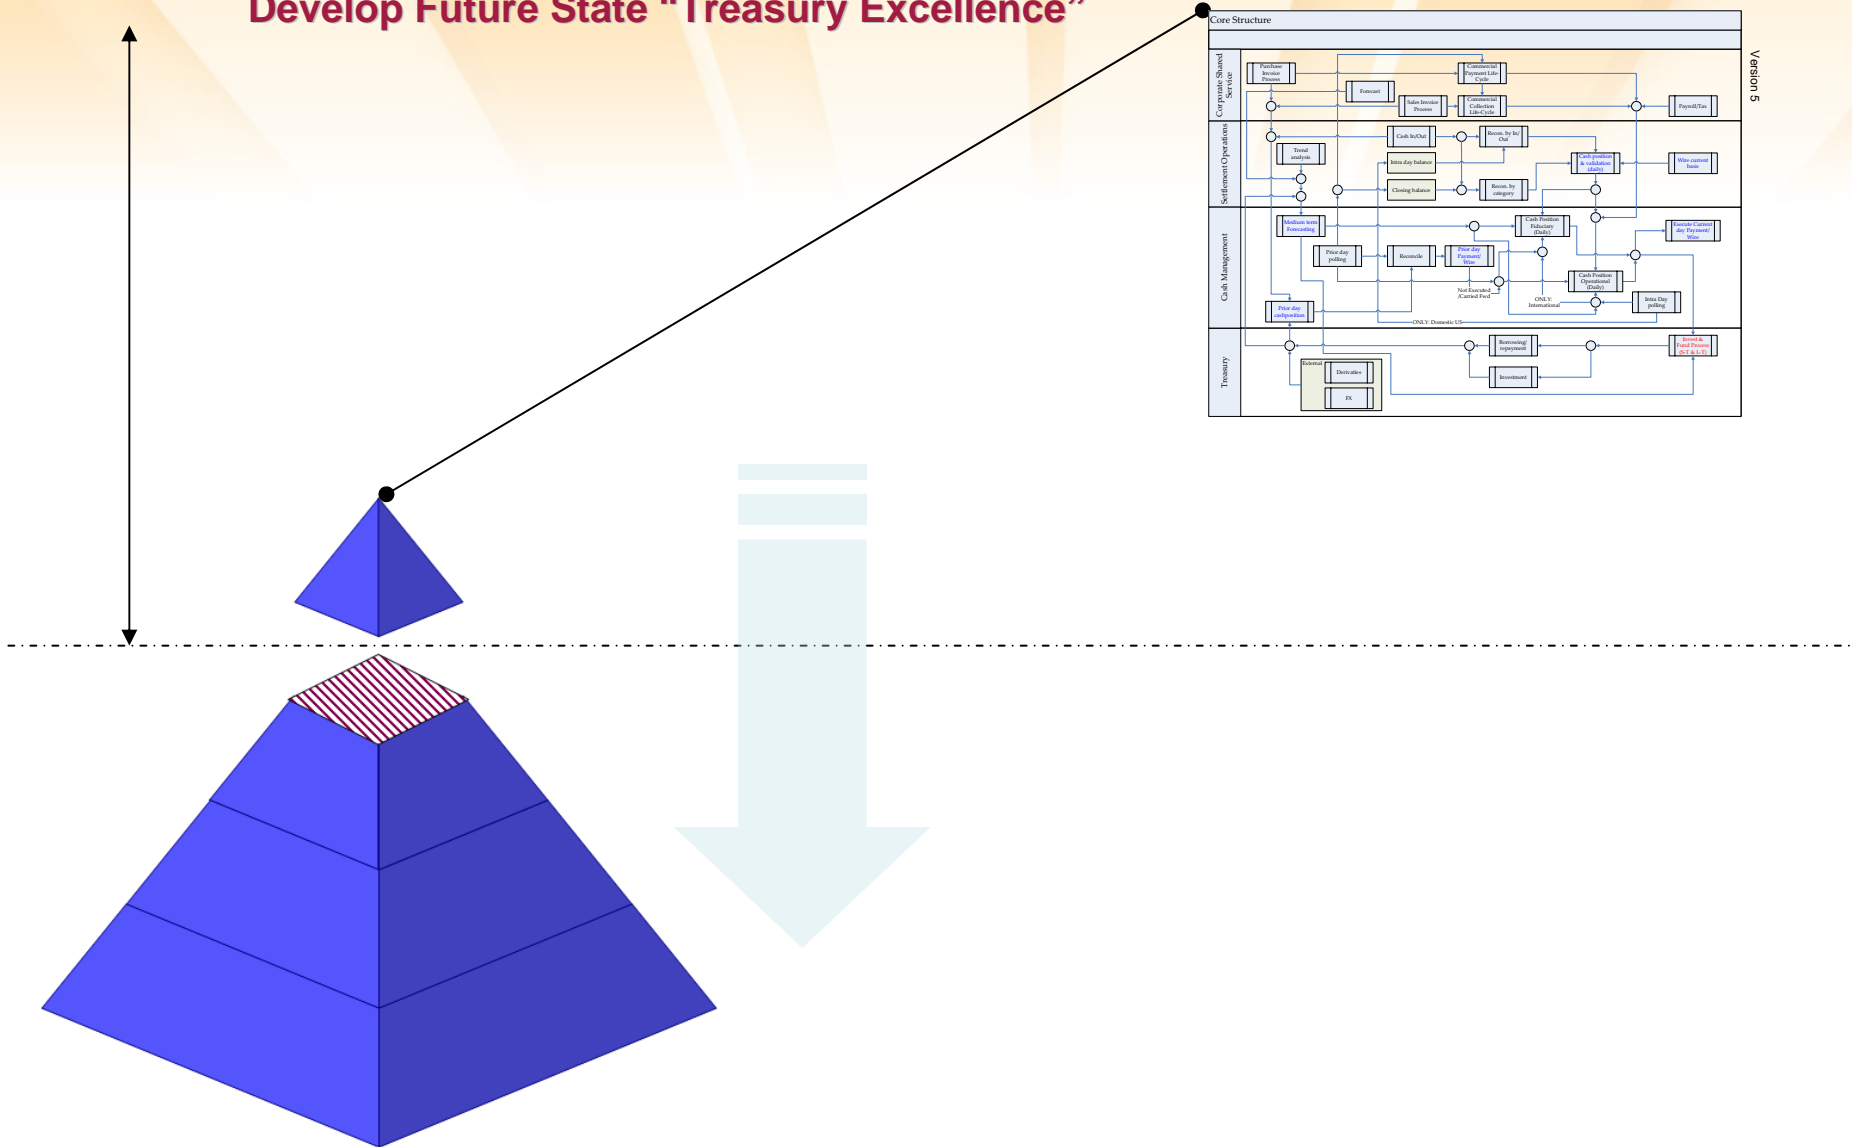 Develop Future State “Treasury Excellence”
Core Structure
Version 5
Corporate Shared
Service
Purchase
Invoice
Process
Commercial
Payment Life-
Cycle
Forecast
Sales Invoice
Process
Commercial
Collection
Life-Cycle
Payroll/Tax
Settlement Operations
Cash In/Out
Recon. by In/
Out
Trend
analysis
Intra day balance
Cash position
& validation
(daily)
Wire current
basis
Closing balance
Recon. by
category
Cash Management
Medium term
Forecasting
Cash Position
Fiduciary
(Daily)
Execute Current
day Payment/
Wire
Prior day
polling
Reconcile
Prior day
Payment/
Wire
Cash Position
Operational
(Daily)
Not Executed
/Carried Fwd
ONLY:
International
Intra Day
polling
Prior day
cashposition
ONLY: Domestic US
Treasury
Borrowing/
repayment
Invest &
Fund Process
(S-T & L-T)
External
Derivaties
Investment
FX